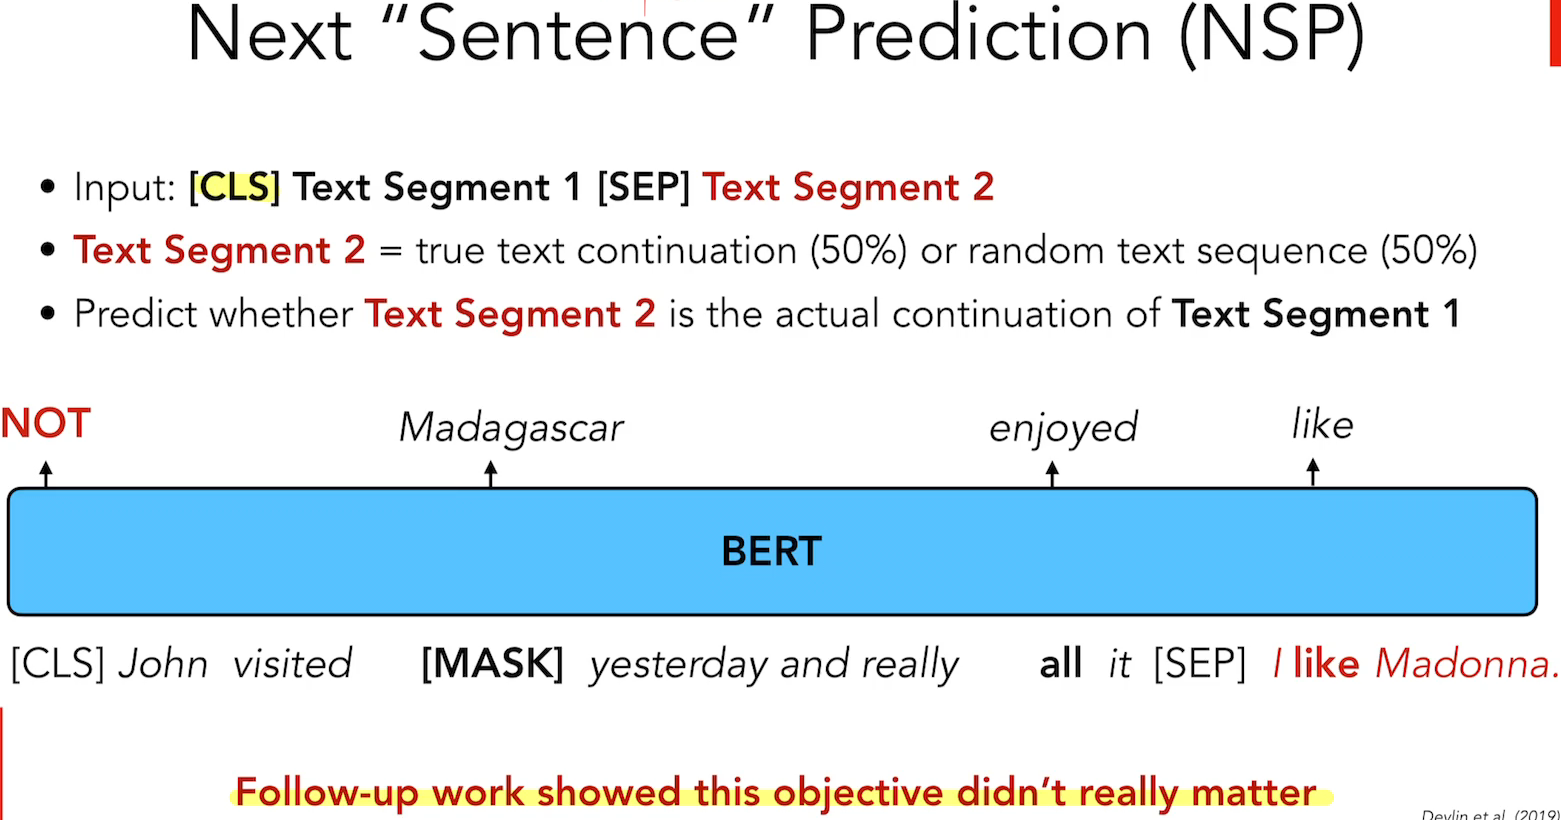 Next “Sentence” Prediction (NSP)
• Input: [CLS] Text Segment 1 [SEP] Text Segment 2
• Text Segment 2 = true text continuation (50%) or random text sequence (50%)
• Predict whether Text Segment 2 is the actual continuation of Text Segment 1
NOT Madagascar enjoyed like
BERT
[CLS] John visited [MASK] yesterday and really all it [SEP] I like Madonna.
Follow-up work showed this objective didn’t really matter
Devlin et al. (2019)